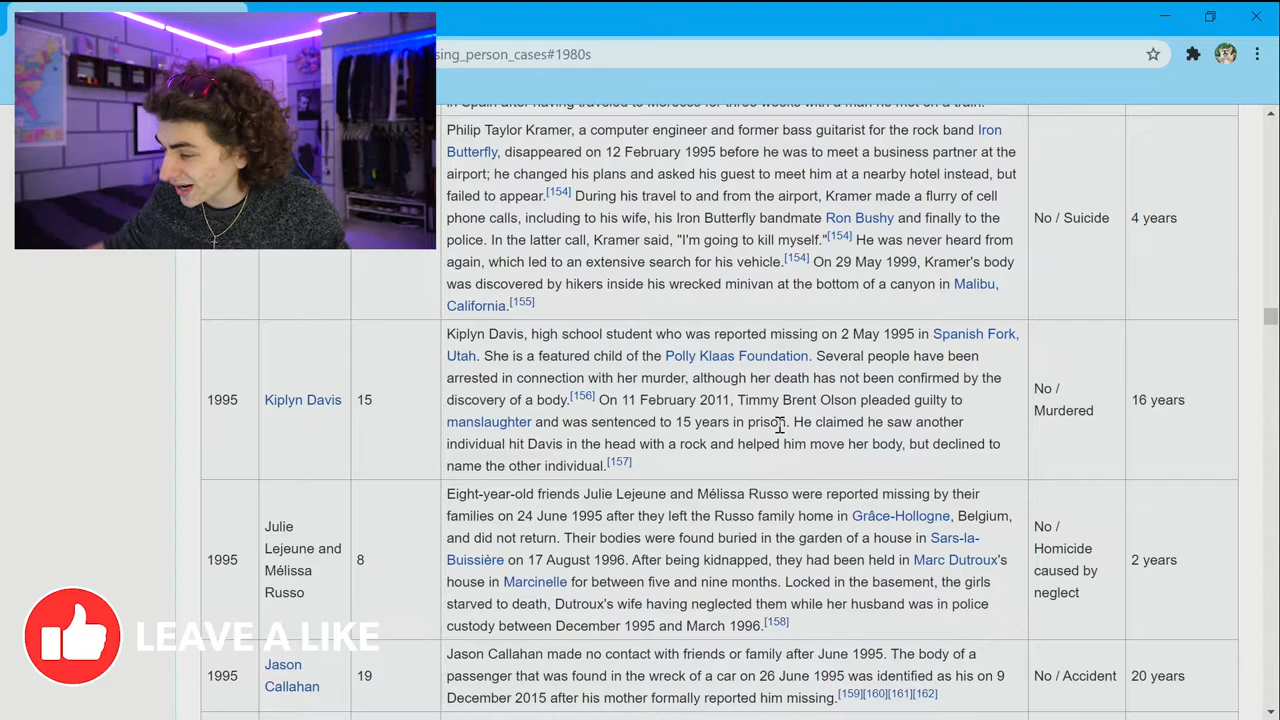 sing_person_cases#1980s
Philip Taylor Kramer, a computer engineer and former bass guitarist for the rock band Iron
Butterfly, disappeared on 12 February 1995 before he was to meet a business partner at the
airport; he changed his plans and asked his guest to meet him at a nearby hotel instead, but
failed to appear.[154] During his travel to and from the airport, Kramer made a flurry of cell
phone calls, including to his wife, his Iron Butterfly bandmate Ron Bushy and finally to the
police. In the latter call, Kramer said, "I'm going to kill myself."[154] He was never heard from
again, which led to an extensive search for his vehicle.[154] On 29 May 1999, Kramer's body
was discovered by hikers inside his wrecked minivan at the bottom of a canyon in Malibu,
California.[155]
No / Suicide
4 years
1995
Kiplyn Davis
15
Kiplyn Davis, high school student who was reported missing on 2 May 1995 in Spanish Fork,
Utah. She is a featured child of the Polly Klaas Foundation. Several people have been
arrested in connection with her murder, although her death has not been confirmed by the
discovery of a body.[156] On 11 February 2011, Timmy Brent Olson pleaded guilty to
manslaughter and was sentenced to 15 years in prison. He claimed he saw another
individual hit Davis in the head with a rock and helped him move her body, but declined to
name the other individual.[157]
No /
Murdered
16 years
1995
Julie
Lejeune and
Mélissa
Russo
8
Eight-year-old friends Julie Lejeune and Mélissa Russo were reported missing by their
families on 24 June 1995 after they left the Russo family home in Grâce-Hollogne, Belgium,
and did not return. Their bodies were found buried in the garden of a house in Sars-la-
Buissière on 17 August 1996. After being kidnapped, they had been held in Marc Dutroux's
house in Marcinelle for between five and nine months. Locked in the basement, the girls
starved to death, Dutroux's wife having neglected them while her husband was in police
custody between December 1995 and March 1996.[158]
No /
Homicide
caused by
neglect
2 years
LEAVE A LIKE
1995
Jason
Callahan
19
Jason Callahan made no contact with friends or family after June 1995. The body of a
passenger that was found in the wreck of a car on 26 June 1995 was identified as his on 9
December 2015 after his mother formally reported him missing.[159][160][161][162]
No / Accident
20 years